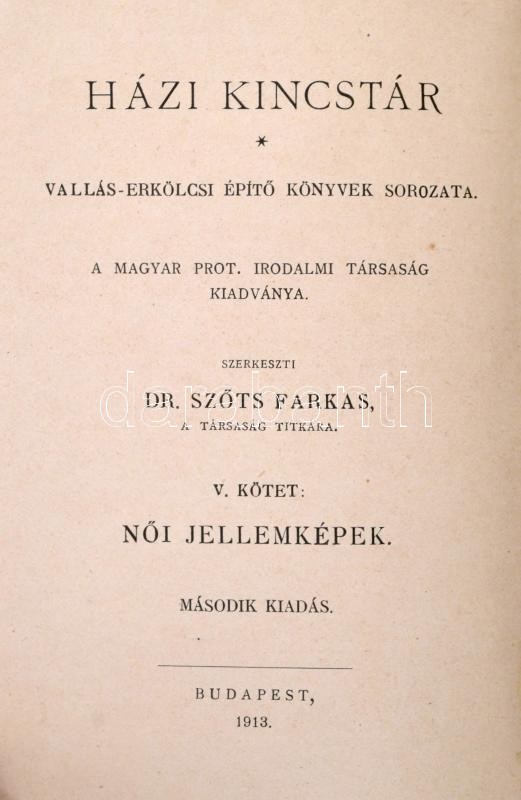 HÁZI KINCSTÁR
*
VALLÁS-ERKÖLCSI ÉPÍTŐ KÖNYVEK SOROZATA.
A MAGYAR PROT. IRODALMI TÁRSASÁG
KIADVÁNYA.
SZERKESZTI
darabanth
DR. SZŐTS FARKAS,
A TÁRSASÁG TITKÁRA.
V. KÖTET:
NŐI JELLEMKÉPEK.
MÁSODIK KIADÁS.
BUDAPEST,
1913.